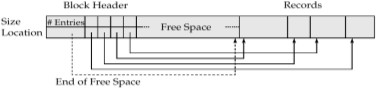 Block Header Records
Size # Entries Free Space
Location
End of Free Space